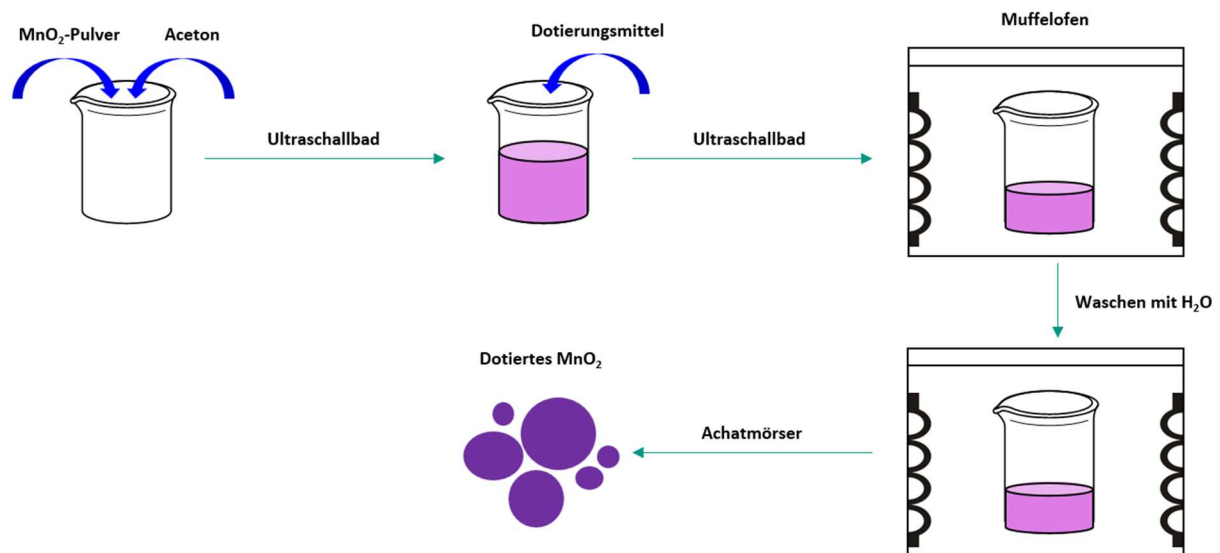 MnO₂-Pulver
Aceton
Dotierungsmittel
Muffelofen
Ultraschallbad
Ultraschallbad
Waschen mit H₂O
Dotiertes MnO₂
Achatmörser